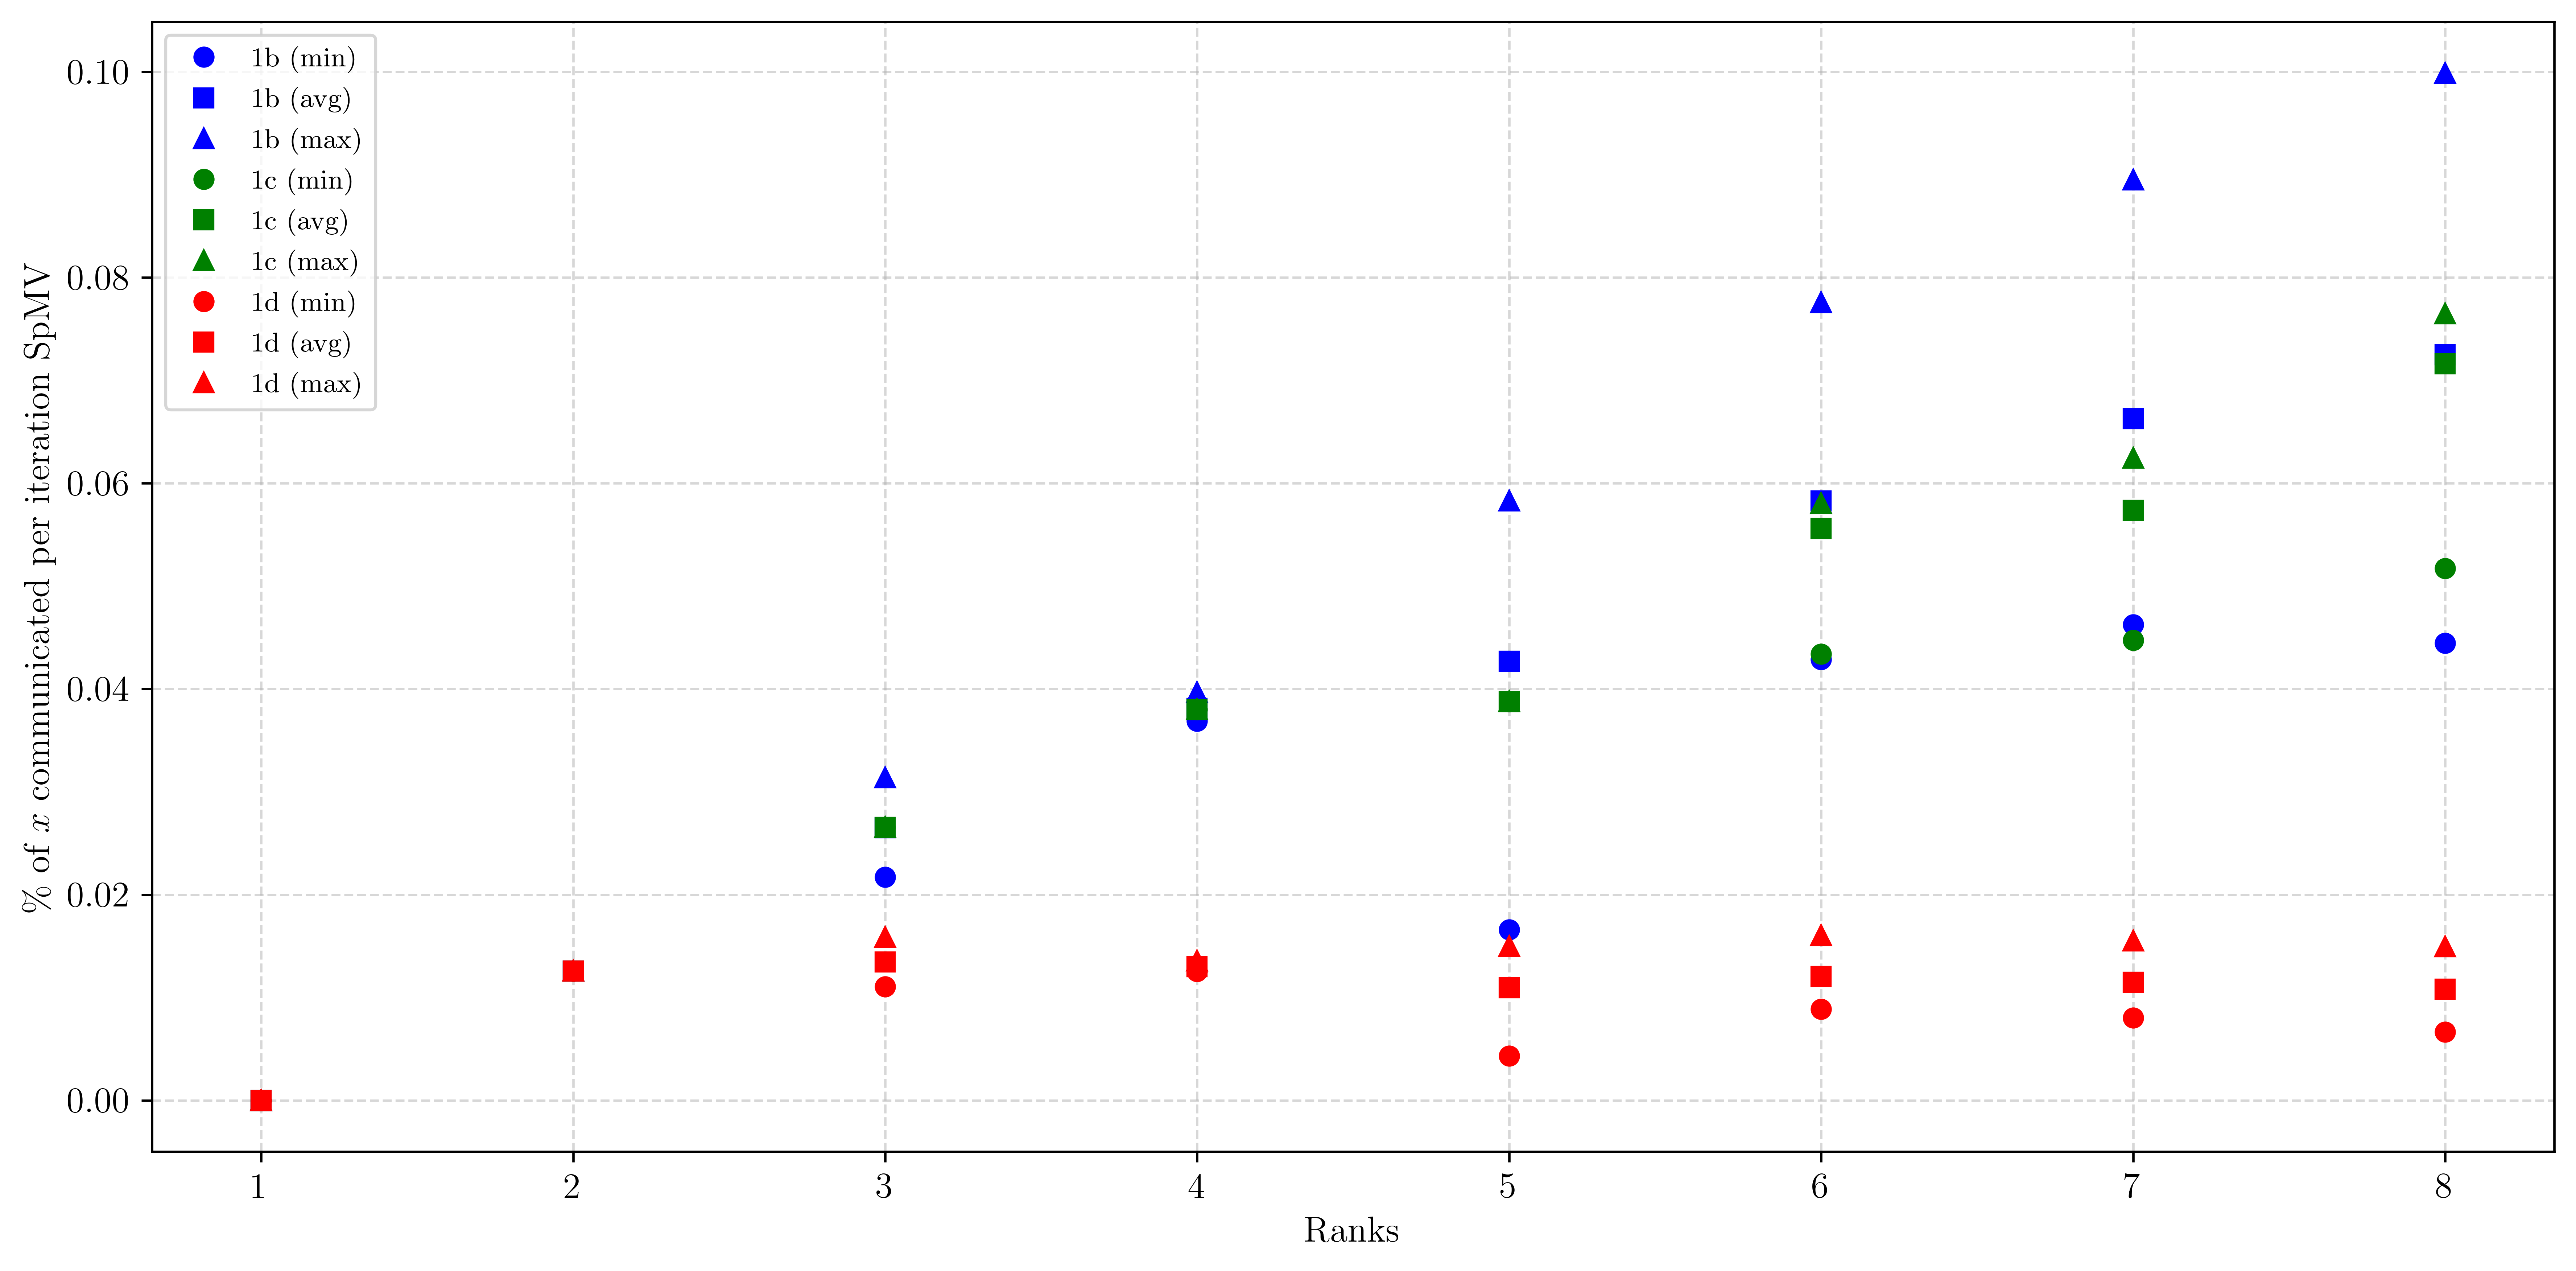 1b (min)
1b (avg)
1b (max)
1c (min)
1c (avg)
1c (max)
1d (min)
1d (avg)
1d (max)
% of x communicated per iteration SpMV
0.10
0.08
0.06
0.04
0.02
0.00
1 2 3 4 5 6 7 8
Ranks